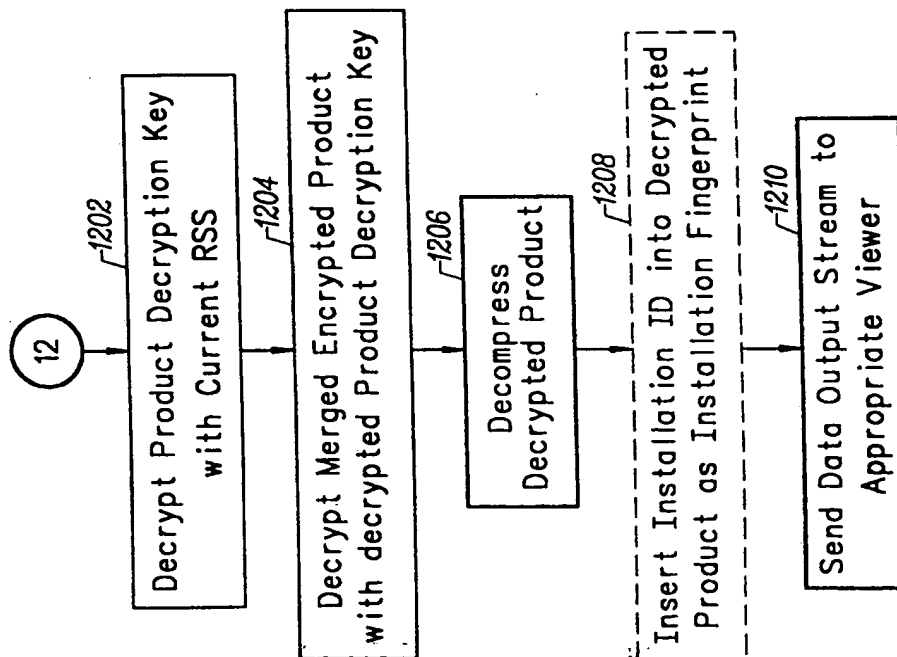 12
1202
Decrypt Product Decryption Key
with Current RSS
1204
Decrypt Merged Encrypted Product
with decrypted Product Decryption Key
1206
Decompress
Decrypted Product
1208
Insert Installation ID into Decrypted
Product as Installation Fingerprint
1210
Send Data Output Stream to
Appropriate Viewer